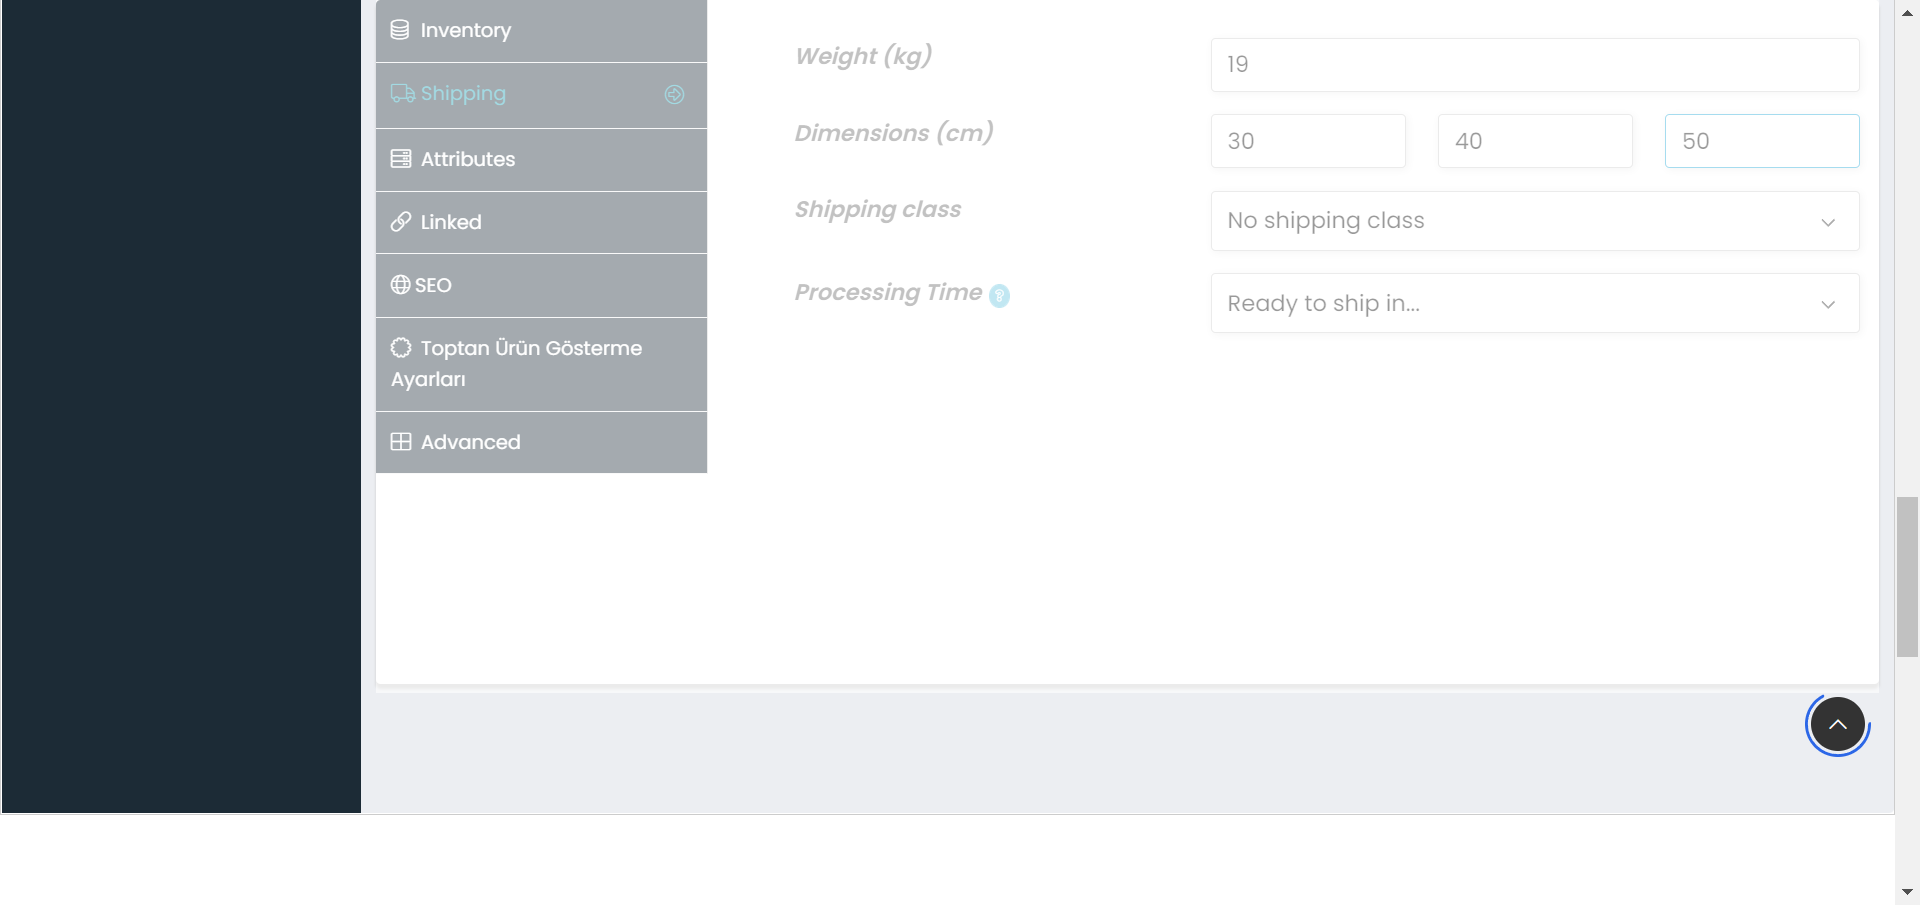 Inventory
Shipping
Attributes
Linked
SEO
Toptan Ürün Gösterme
Ayarları
Advanced
Weight (kg)
19
Dimensions (cm)
30 40 50
Shipping class
No shipping class
Processing Time ?
Ready to ship in...